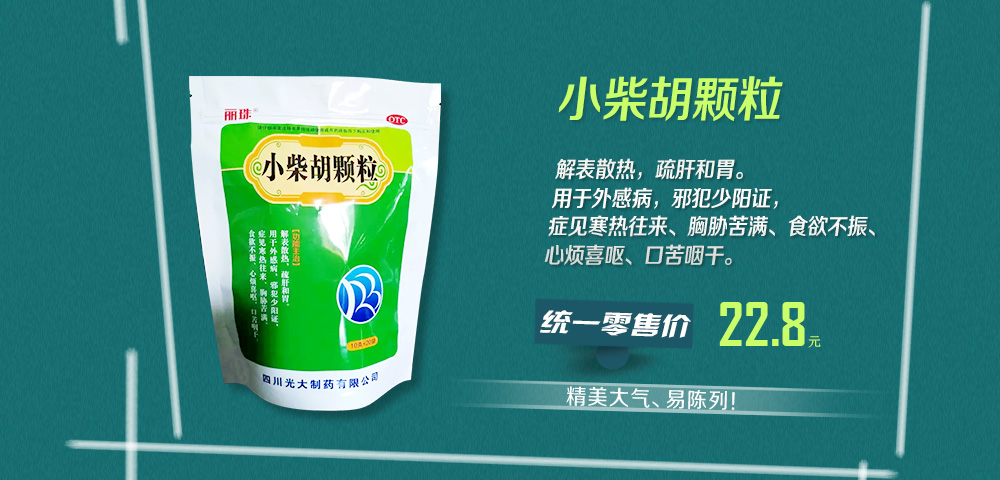 丽珠
OTC
小柴胡颗粒
【功能主治】
解表散热，疏肝和胃。
用于外感病，邪犯少阳证，
症见寒热往来、胸胁苦满、
食欲不振、心烦喜呕、口苦咽干。
10克×20袋
四川光大制药有限公司
小柴胡颗粒
解表散热，疏肝和胃。
用于外感病，邪犯少阳证，
症见寒热往来、胸胁苦满、食欲不振、
心烦喜呕、口苦咽干。
统一零售价 22.8元
精美大气、易陈列！